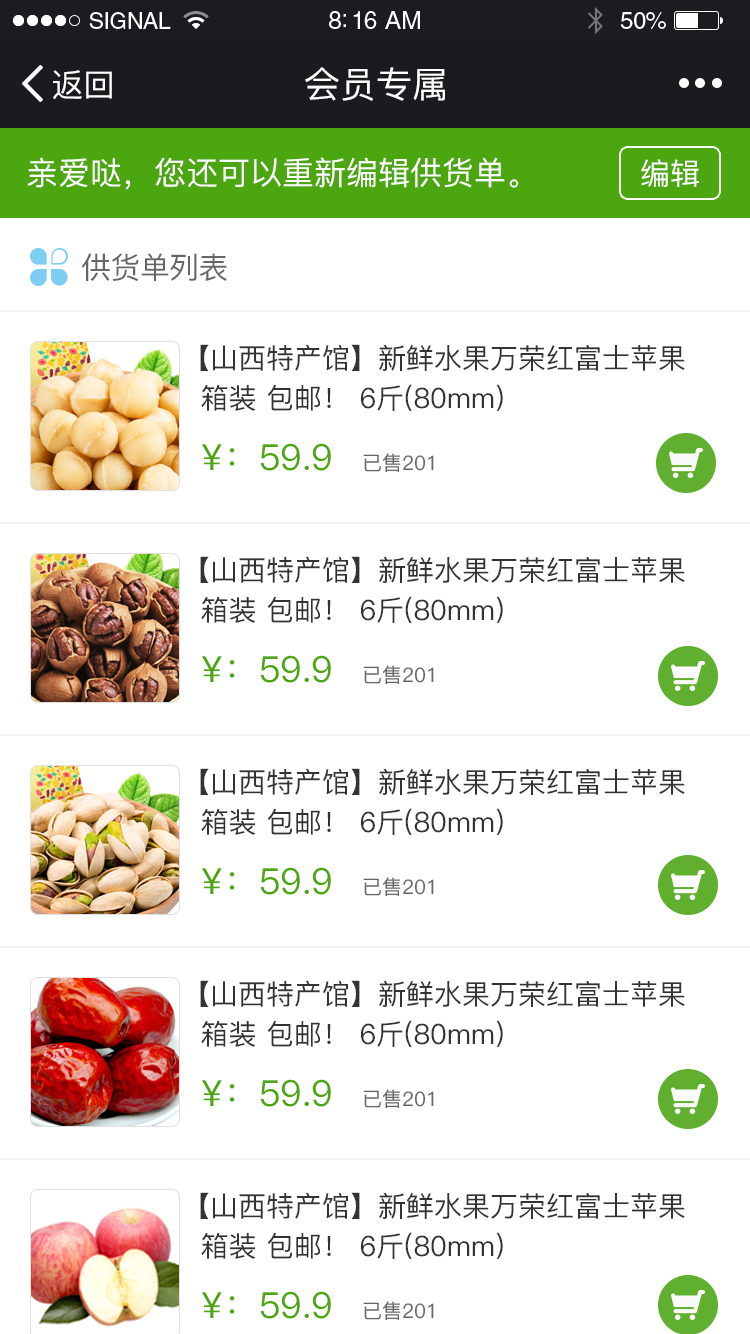 SIGNAL 8:16 AM 50%
返回 会员专属
亲爱哒，您还可以重新编辑供货单。 编辑
供货单列表
【山西特产馆】新鲜水果万荣红富士苹果
箱装 包邮！ 6斤(80mm)
￥：59.9 已售201
【山西特产馆】新鲜水果万荣红富士苹果
箱装 包邮！ 6斤(80mm)
￥：59.9 已售201
【山西特产馆】新鲜水果万荣红富士苹果
箱装 包邮！ 6斤(80mm)
￥：59.9 已售201
【山西特产馆】新鲜水果万荣红富士苹果
箱装 包邮！ 6斤(80mm)
￥：59.9 已售201
【山西特产馆】新鲜水果万荣红富士苹果
箱装 包邮！ 6斤(80mm)
￥：59.9 已售201